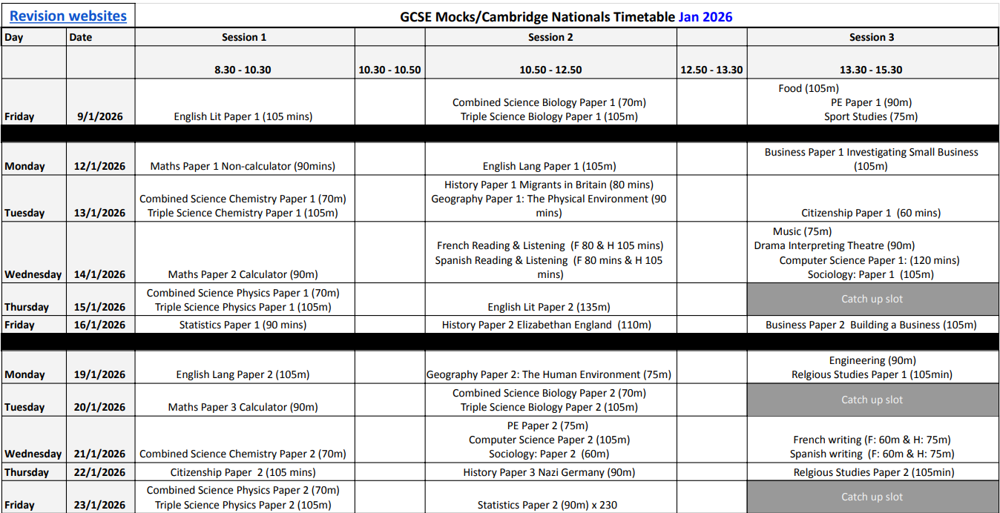 Revision websites
GCSE Mocks/Cambridge Nationals Timetable Jan 2026
Day Date Session 1 Session 2 Session 3
8.30 - 10.30 10.30 - 10.50 10.50 - 12.50 12.50 - 13.30 13.30 - 15.30
Friday 9/1/2026
English Lit Paper 1 (105 mins)
Combined Science Biology Paper 1 (70m)
Triple Science Biology Paper 1 (105m)
Food (105m)
PE Paper 1 (90m)
Sport Studies (75m)
Monday 12/1/2026
Maths Paper 1 Non-calculator (90mins)
English Lang Paper 1 (105m)
Business Paper 1 Investigating Small Business
(105m)
Tuesday 13/1/2026
Combined Science Chemistry Paper 1 (70m)
Triple Science Chemistry Paper 1 (105m)
History Paper 1 Migrants in Britain (80 mins)
Geography Paper 1: The Physical Environment (90
mins)
Citizenship Paper 1 (60 mins)
Wednesday 14/1/2026
Maths Paper 2 Calculator (90m)
French Reading & Listening (F 80 & H 105 mins)
Spanish Reading & Listening (F 80 mins & H 105
mins)
Music (75m)
Drama Interpreting Theatre (90m)
Computer Science Paper 1: (120 mins)
Sociology: Paper 1 (105m)
Thursday 15/1/2026
Combined Science Physics Paper 1 (70m)
Triple Science Physics Paper 1 (105m)
English Lit Paper 2 (135m)
Catch up slot
Friday 16/1/2026
Statistics Paper 1 (90 mins)
History Paper 2 Elizabethan England (110m)
Business Paper 2 Building a Business (105m)
Monday 19/1/2026
English Lang Paper 2 (105m)
Geography Paper 2: The Human Environment (75m)
Engineering (90m)
Relgious Studies Paper 1 (105min)
Tuesday 20/1/2026
Maths Paper 3 Calculator (90m)
Combined Science Biology Paper 2 (70m)
Triple Science Biology Paper 2 (105m)
Catch up slot
Wednesday 21/1/2026
Combined Science Chemistry Paper 2 (70m)
PE Paper 2 (75m)
Computer Science Paper 2 (105m)
Sociology: Paper 2 (60m)
French writing (F: 60m & H: 75m)
Spanish writing (F: 60m & H: 75m)
Thursday 22/1/2026
Citizenship Paper 2 (105 mins)
History Paper 3 Nazi Germany (90m)
Relgious Studies Paper 2 (105min)
Friday 23/1/2026
Combined Science Physics Paper 2 (70m)
Triple Science Physics Paper 2 (105m)
Statistics Paper 2 (90m) x 230
Catch up slot